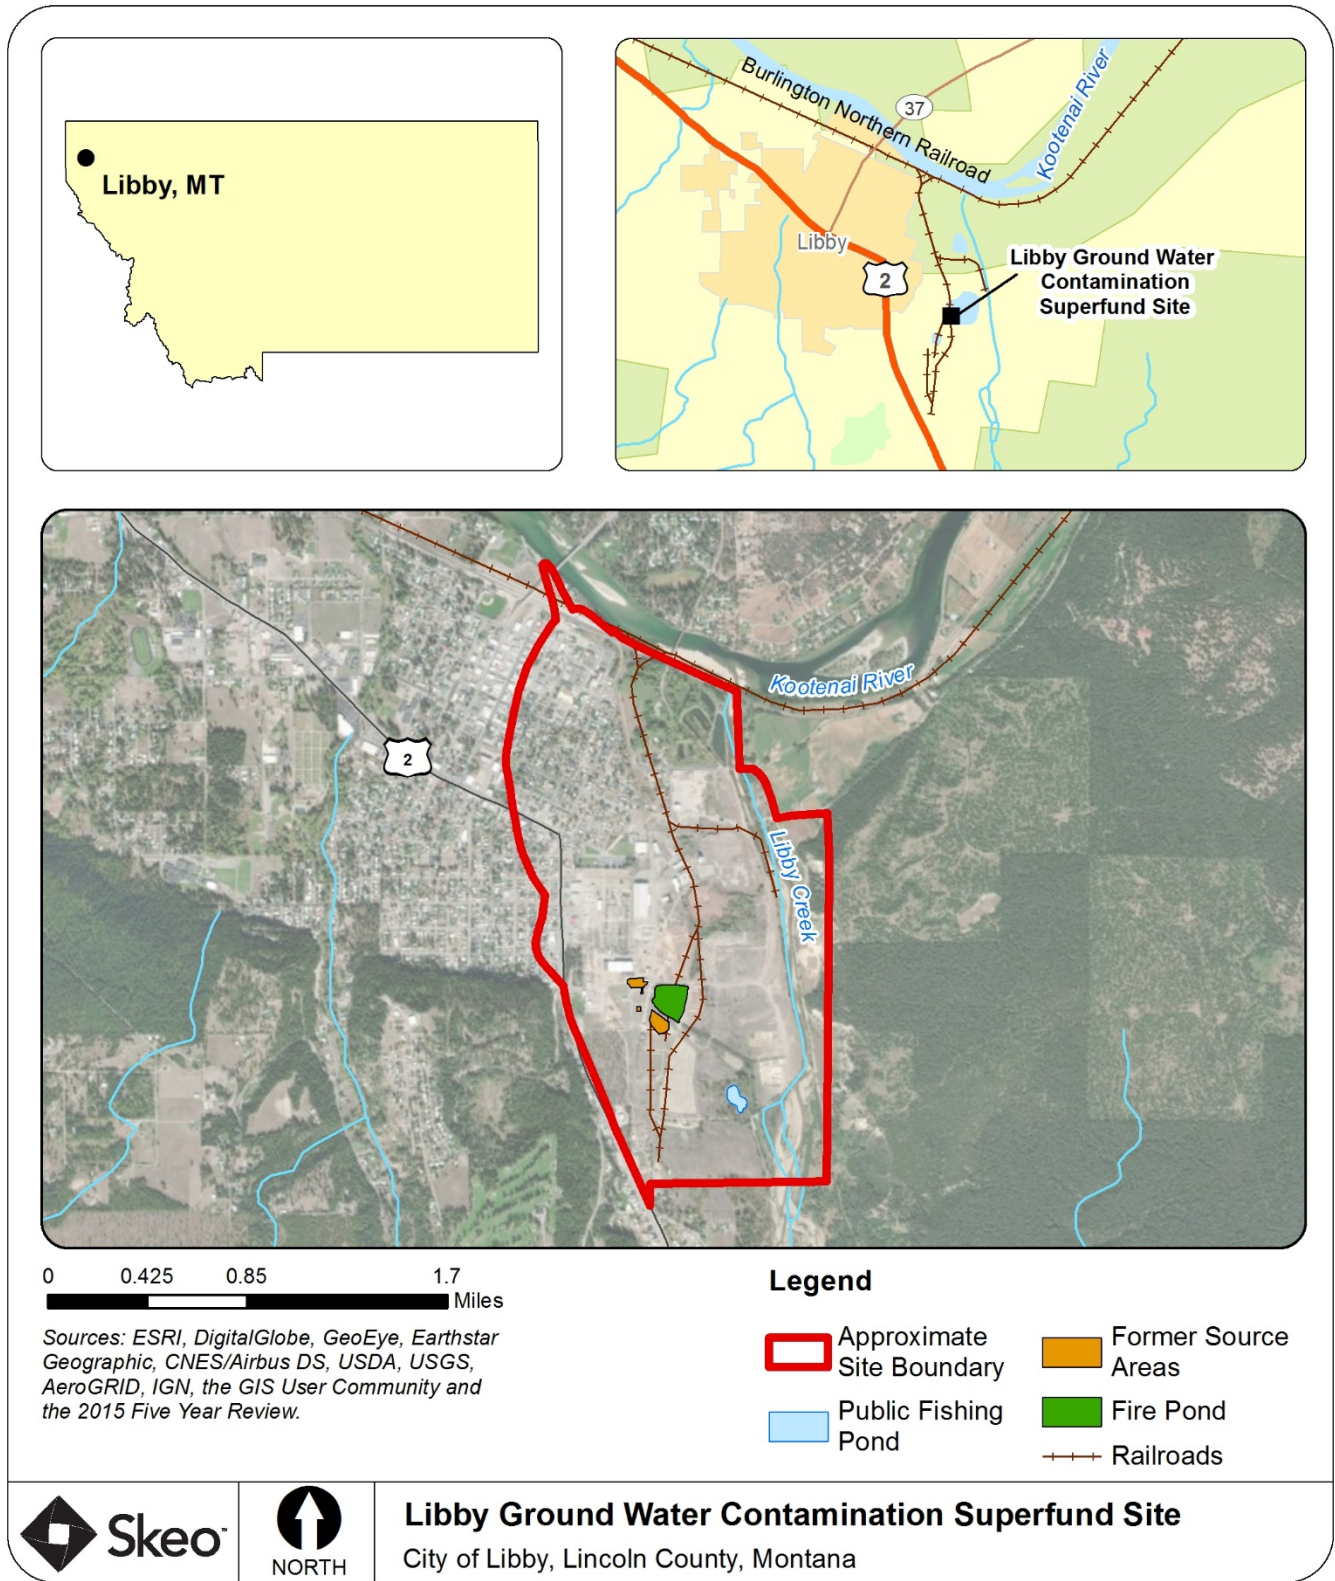 Libby, MT
Burlington Northern Railroad
37
Kootenai River
Libby
2
Libby Ground Water
Contamination
Superfund Site
2
Kootenai River
Libby Creek
0 0.425 0.85 1.7
Miles
Sources: ESRI, DigitalGlobe, GeoEye, Earthstar
Geographic, CNES/Airbus DS, USDA, USGS,
AeroGRID, IGN, the GIS User Community and
the 2015 Five Year Review.
Legend
Approximate
Site Boundary
Public Fishing
Pond
Former Source
Areas
Fire Pond
Railroads
Skeo™
NORTH
Libby Ground Water Contamination Superfund Site
City of Libby, Lincoln County, Montana